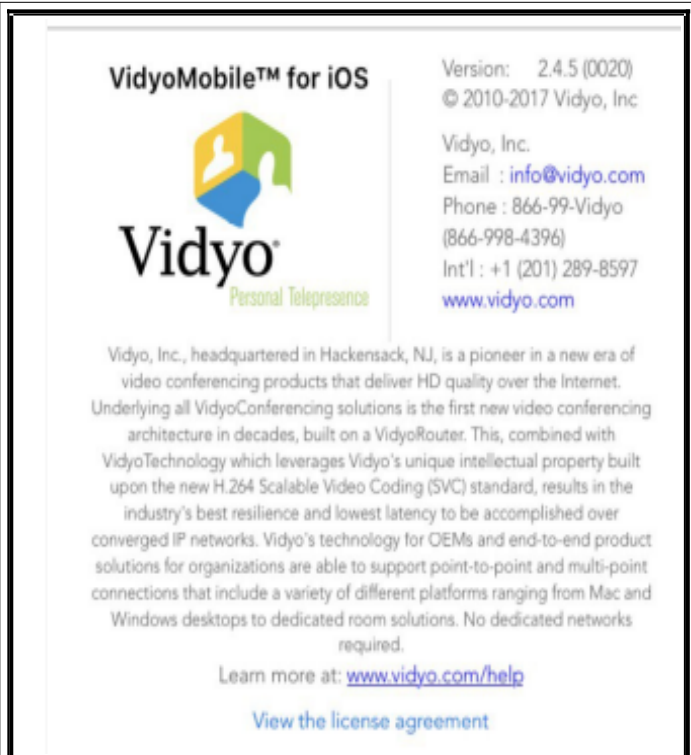 VidyoMobile™ for iOS
Vidyo®
Personal Telepresence
Version: 2.4.5 (0020)
© 2010-2017 Vidyo, Inc
Vidyo, Inc.
Email : info@vidyo.com
Phone : 866-99-Vidyo
(866-998-4396)
Int'l : +1 (201) 289-8597
www.vidyo.com
Vidyo, Inc., headquartered in Hackensack, NJ, is a pioneer in a new era of
video conferencing products that deliver HD quality over the Internet.
Underlying all VidyoConferencing solutions is the first new video conferencing
architecture in decades, built on a VidyoRouter. This, combined with
VidyoTechnology which leverages Vidyo's unique intellectual property built
upon the new H.264 Scalable Video Coding (SVC) standard, results in the
industry's best resilience and lowest latency to be accomplished over
converged IP networks. Vidyo's technology for OEMs and end-to-end product
solutions for organizations are able to support point-to-point and multi-point
connections that include a variety of different platforms ranging from Mac and
Windows desktops to dedicated room solutions. No dedicated networks
required.
Learn more at: www.vidyo.com/help
View the license agreement